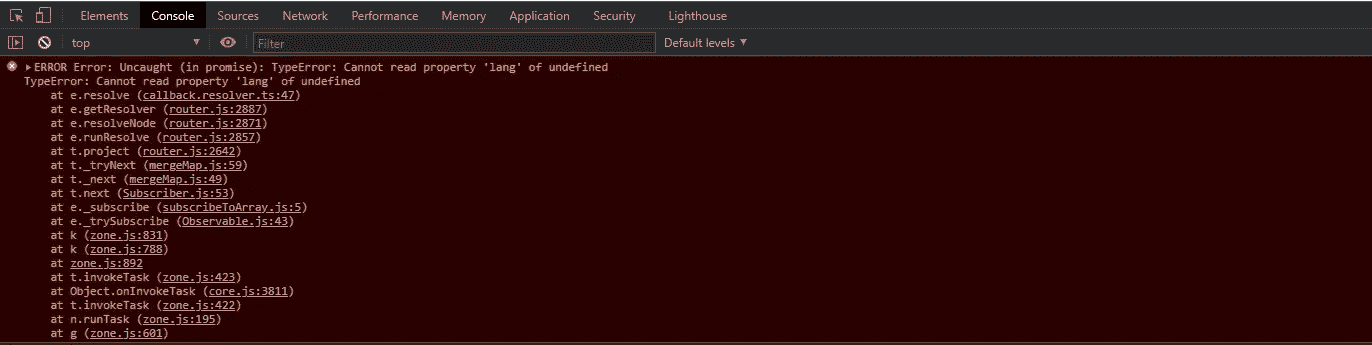 Elements Console Sources Network Performance Memory Application Security Lighthouse
top Filter Default levels
ERROR Error: Uncaught (in promise): TypeError: Cannot read property 'lang' of undefined
TypeError: Cannot read property 'lang' of undefined
at e.resolve (callback.resolver.ts:47)
at e.getResolver (router.js:2887)
at e.resolveNode (router.js:2871)
at e.runResolve (router.js:2857)
at t.project (router.js:2642)
at t._tryNext (mergeMap.js:59)
at t._next (mergeMap.js:49)
at t.next (Subscriber.js:53)
at e._subscribe (subscribeToArray.js:5)
at e._trySubscribe (Observable.js:43)
at k (zone.js:831)
at k (zone.js:788)
at zone.js:892
at t.invokeTask (zone.js:423)
at Object.onInvokeTask (core.js:3811)
at t.invokeTask (zone.js:422)
at n.runTask (zone.js:195)
at g (zone.js:601)